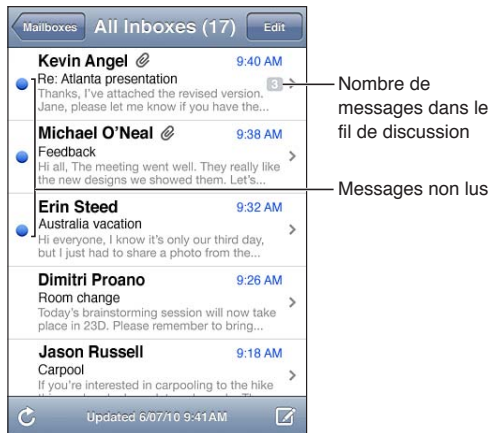 Mailboxes All Inboxes (17) Edit
Kevin Angel 9:40 AM
Re: Atlanta presentation
Thanks, I've attached the revised version. 3
Jane, please let me know if you have the...
Michael O'Neal 9:38 AM
Feedback
Hi all, The meeting went well. They really like
the new designs we showed them. Let's...
Erin Steed 9:32 AM
Australia vacation
Hi everyone, I know it's only our third day,
but I just had to share a photo from the...
Dimitri Proano 9:26 AM
Room change
Today's brainstorming session will now take
place in 23D. Please remember to bring...
Jason Russell 9:18 AM
Carpool
If you're interested in carpooling to the hike
Updated 6/07/10 9:41AM
Nombre de
messages dans le
fil de discussion
Messages non lus